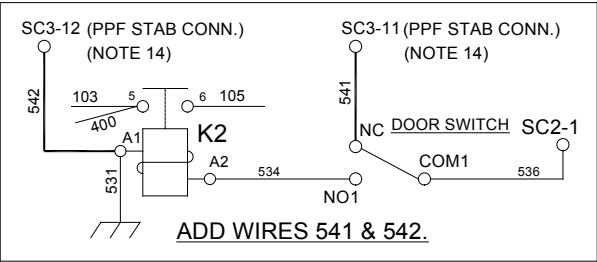 SC3-12 (PPF STAB CONN.)
(NOTE 14)
SC3-11 (PPF STAB CONN.)
(NOTE 14)
542
541
103
5
6
105
400
A1
K2
NC
DOOR SWITCH
SC2-1
531
A2
534
COM1
536
NO1
ADD WIRES 541 & 542.